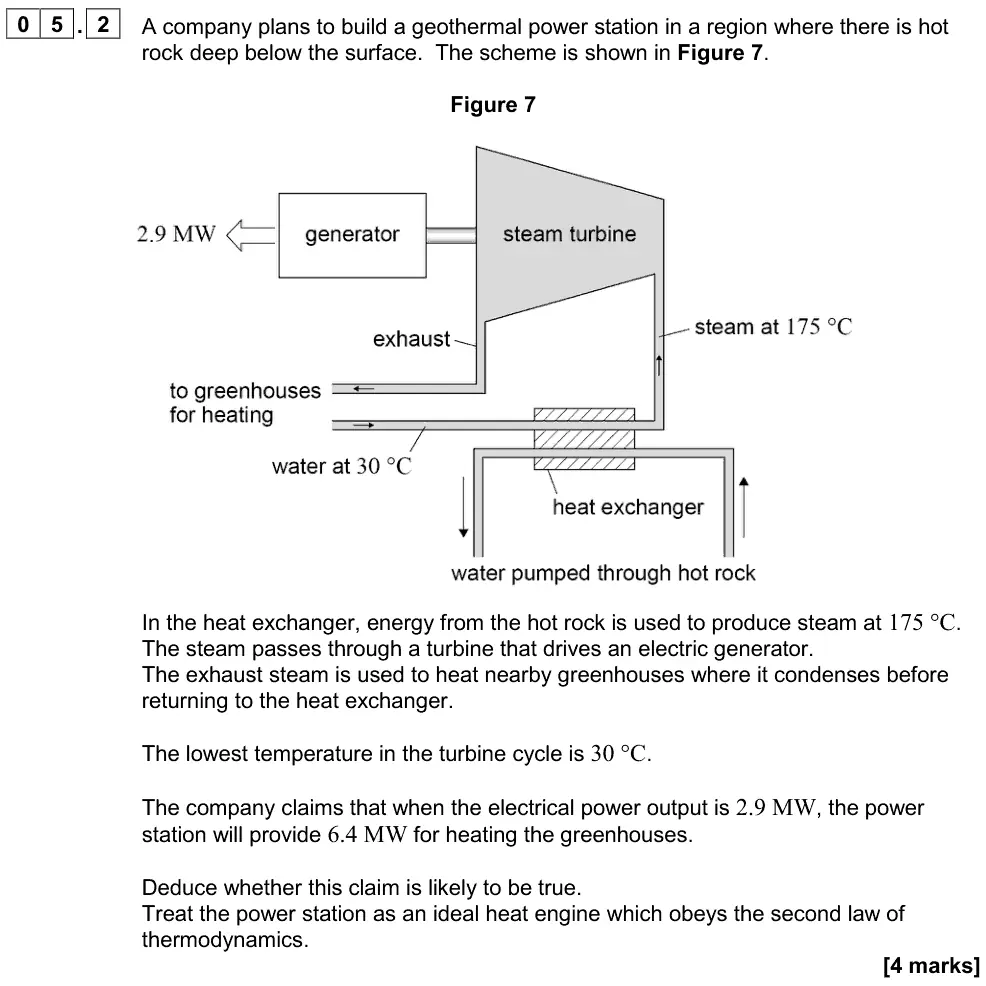 0 5 . 2 A company plans to build a geothermal power station in a region where there is hot
rock deep below the surface. The scheme is shown in Figure 7.
Figure 7
2.9 MW
generator
steam turbine
steam at 175 °C
exhaust
to greenhouses
for heating
water at 30 °C
heat exchanger
water pumped through hot rock
In the heat exchanger, energy from the hot rock is used to produce steam at 175 °C.
The steam passes through a turbine that drives an electric generator.
The exhaust steam is used to heat nearby greenhouses where it condenses before
returning to the heat exchanger.
The lowest temperature in the turbine cycle is 30 °C.
The company claims that when the electrical power output is 2.9 MW, the power
station will provide 6.4 MW for heating the greenhouses.
Deduce whether this claim is likely to be true.
Treat the power station as an ideal heat engine which obeys the second law of
thermodynamics.
[4 marks]